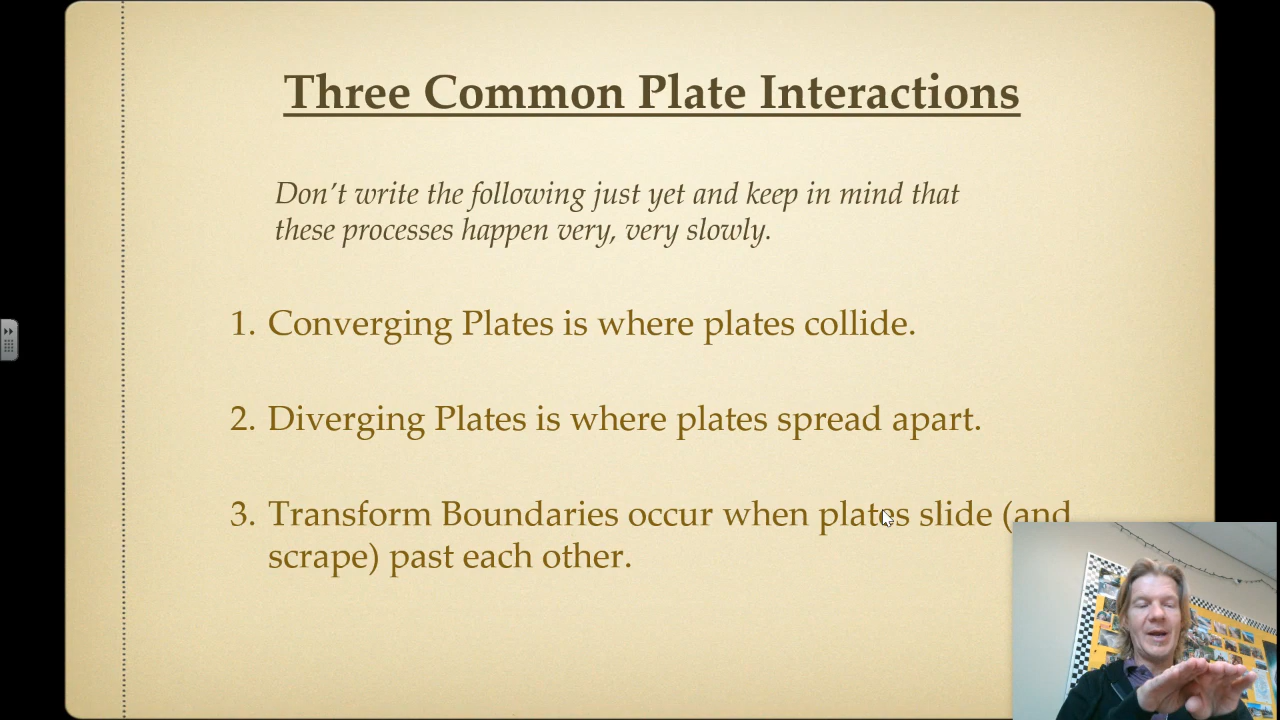 Three Common Plate Interactions
Don't write the following just yet and keep in mind that
these processes happen very, very slowly.
1. Converging Plates is where plates collide.
2. Diverging Plates is where plates spread apart.
3. Transform Boundaries occur when plates slide (and
scrape) past each other.